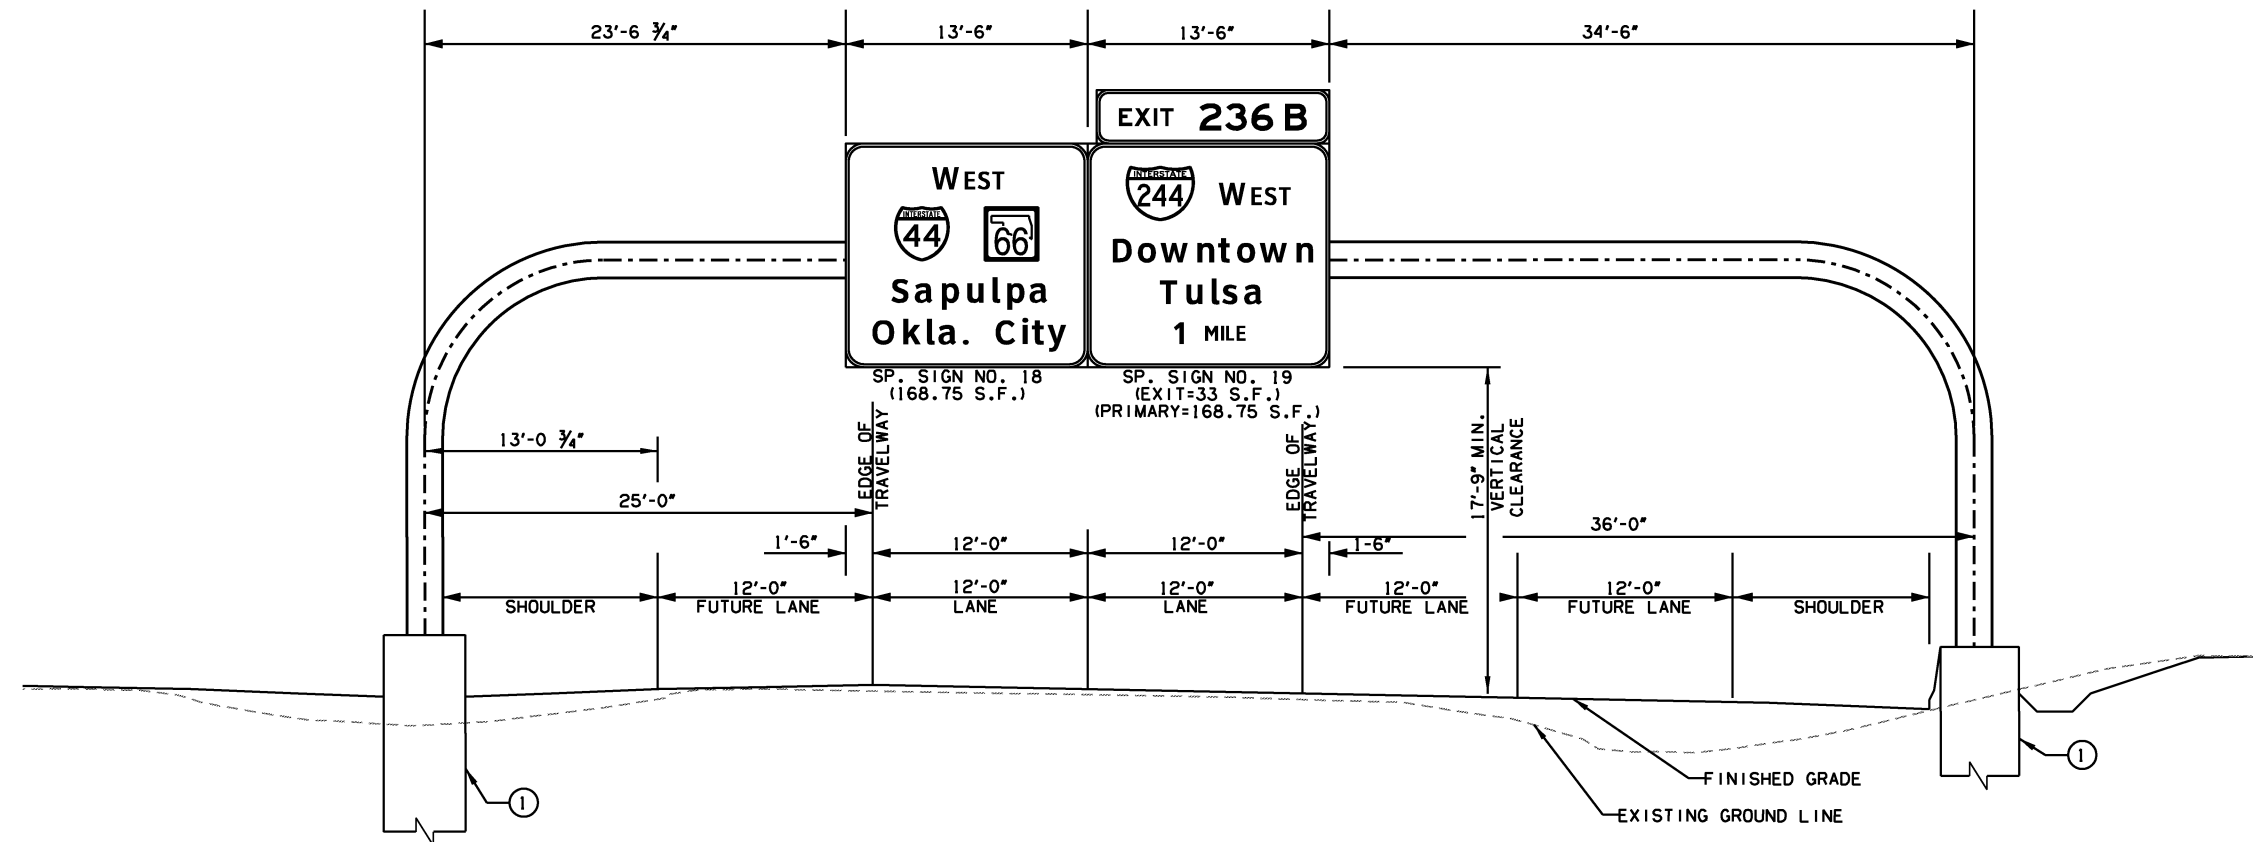 23'-6 3/4"
13'-6"
13'-6"
34'-6"
EXIT 236 B
WEST
INTERSTATE
44
66
Sapulpa
Okla. City
INTERSTATE
244
WEST
Downtown
Tulsa
1 MILE
SP. SIGN NO. 18
(168.75 S.F.)
SP. SIGN NO. 19
(EXIT=33 S.F.)
(PRIMARY=168.75 S.F.)
13'-0 3/4"
25'-0"
EDGE OF
TRAVELWAY
EDGE OF
TRAVELWAY
17'-9" MIN.
VERTICAL
CLEARANCE
36'-0"
1'-6"
12'-0"
12'-0"
1-6"
SHOULDER
12'-0"
FUTURE LANE
12'-0"
LANE
12'-0"
LANE
12'-0"
FUTURE LANE
12'-0"
FUTURE LANE
SHOULDER
1
1
FINISHED GRADE
EXISTING GROUND LINE